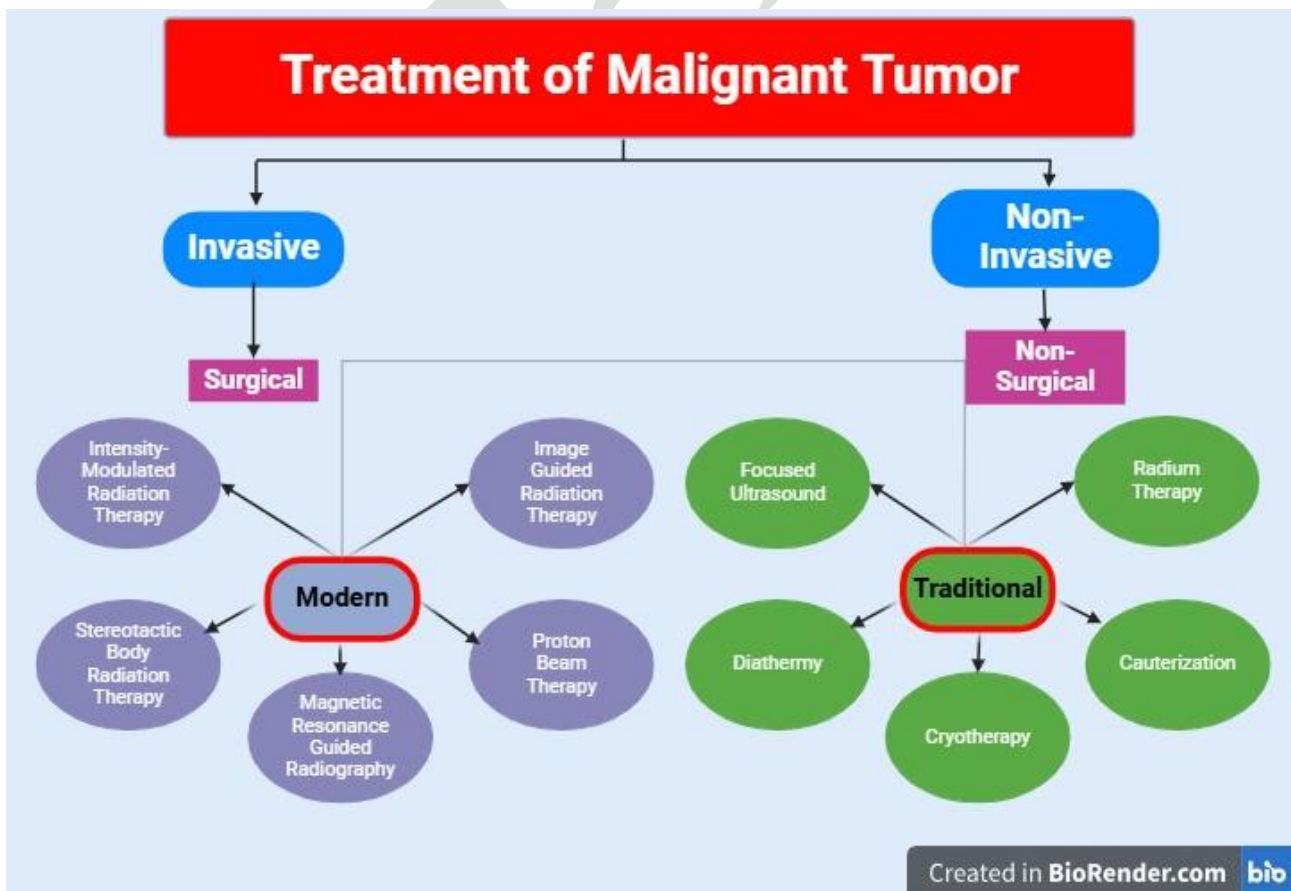 Treatment of Malignant Tumor
Invasive
Non-
Invasive
Surgical
Non-
Surgical
Intensity-
Modulated
Radiation
Therapy
Image
Guided
Radiation
Therapy
Focused
Ultrasound
Radium
Therapy
Modern
Traditional
Stereotactic
Body
Radiation
Therapy
Magnetic
Resonance
Guided
Radiography
Proton
Beam
Therapy
Diathermy
Cryotherapy
Cauterization
Created in BioRender.com bio